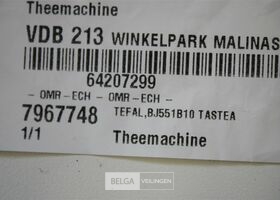 Theemachine
VDB 213 WINKELPARK MALINAS
64207299
- OMR-ECH - OMR-ECH -
7967748 TEFAL,BJ551B10 TASTEA
1/1 Theemachine
BELGA VEILINGEN